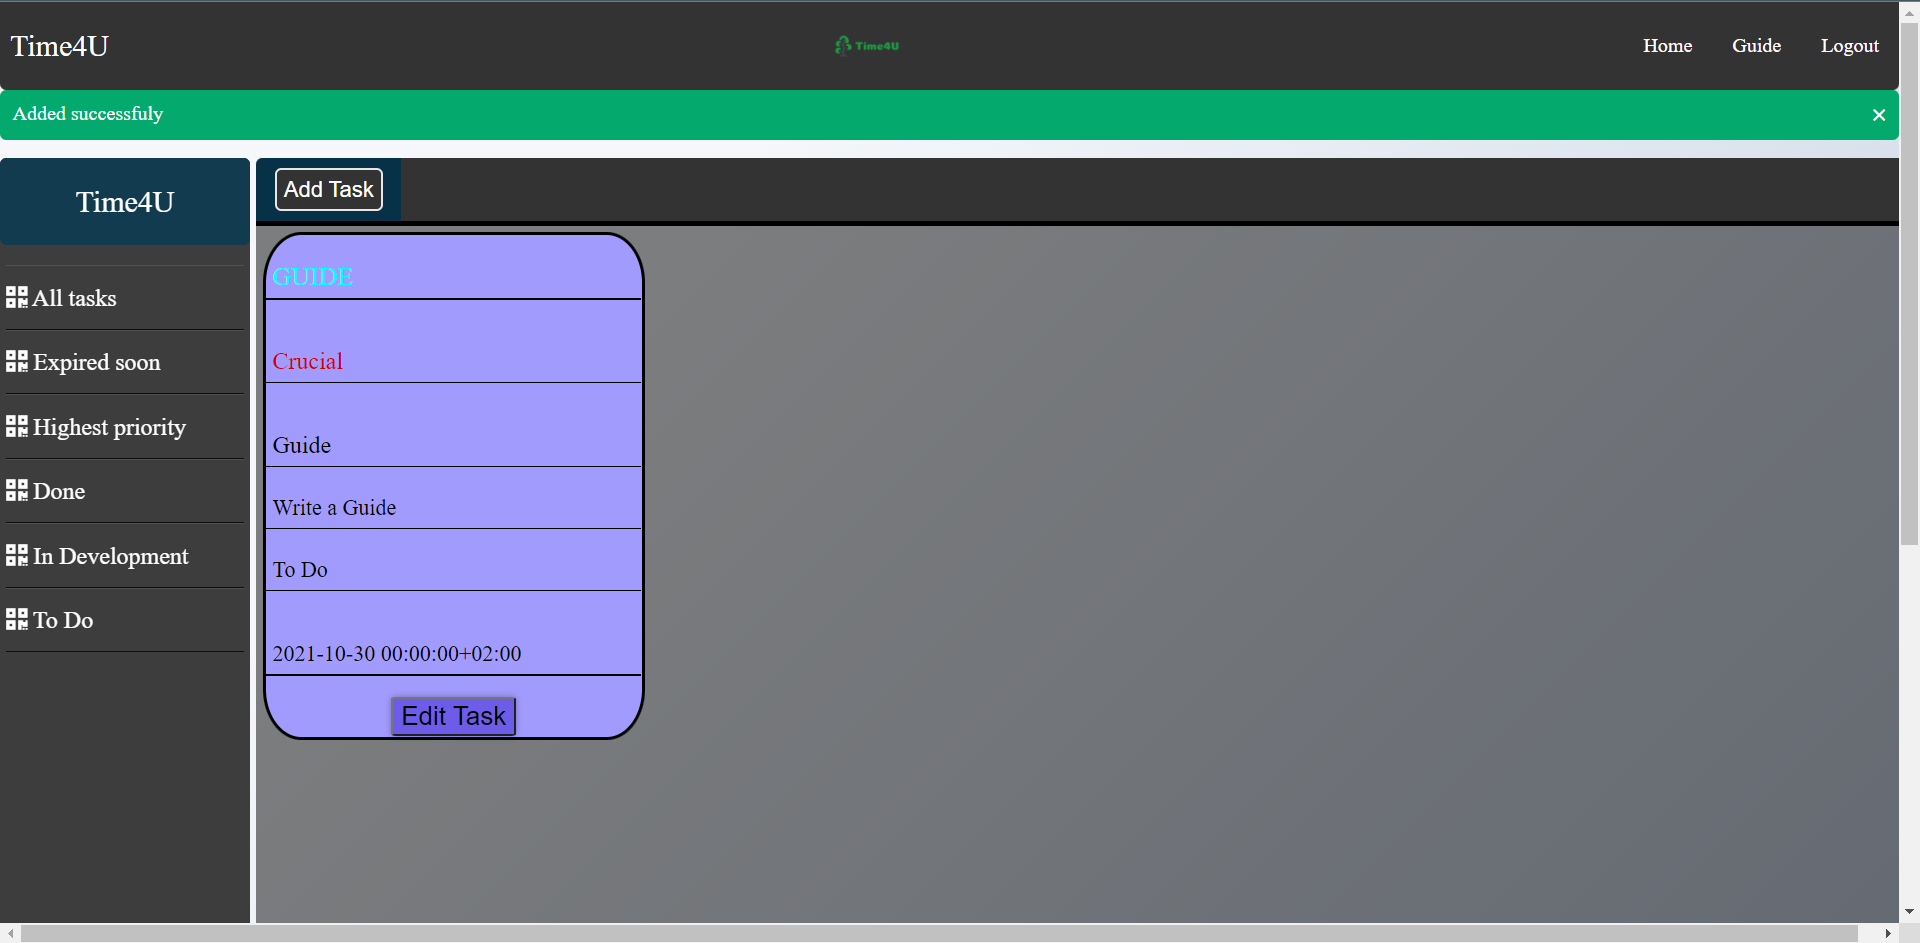 Time4U
Time4U
Home Guide Logout
Added successfuly
×
Time4U
Add Task
All tasks
Expired soon
Highest priority
Done
In Development
To Do
GUIDE
Crucial
Guide
Write a Guide
To Do
2021-10-30 00:00:00+02:00
Edit Task